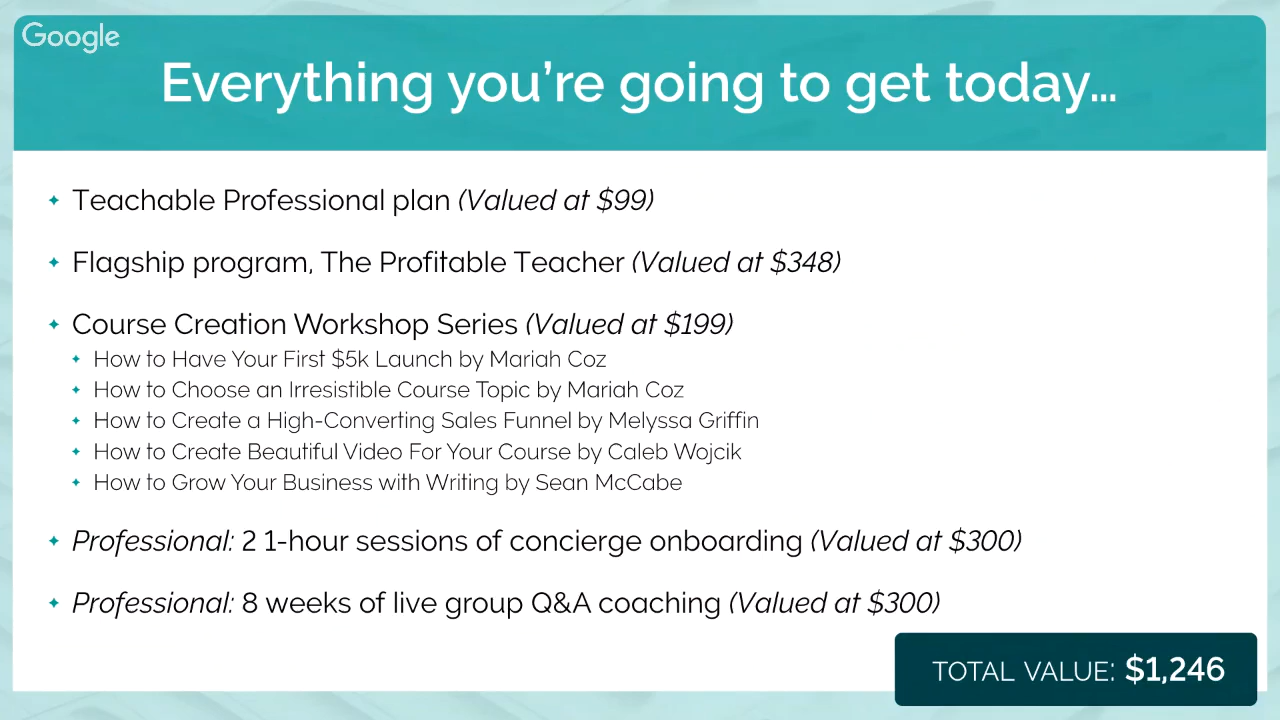 Google
Everything you’re going to get today...
✦ Teachable Professional plan (Valued at $99)
✦ Flagship program, The Profitable Teacher (Valued at $348)
✦ Course Creation Workshop Series (Valued at $199)
✦ How to Have Your First $5k Launch by Mariah Coz
✦ How to Choose an Irresistible Course Topic by Mariah Coz
✦ How to Create a High-Converting Sales Funnel by Melyssa Griffin
✦ How to Create Beautiful Video For Your Course by Caleb Wojcik
✦ How to Grow Your Business with Writing by Sean McCabe
✦ Professional: 2 1-hour sessions of concierge onboarding (Valued at $300)
✦ Professional: 8 weeks of live group Q&A coaching (Valued at $300)
TOTAL VALUE: $1,246